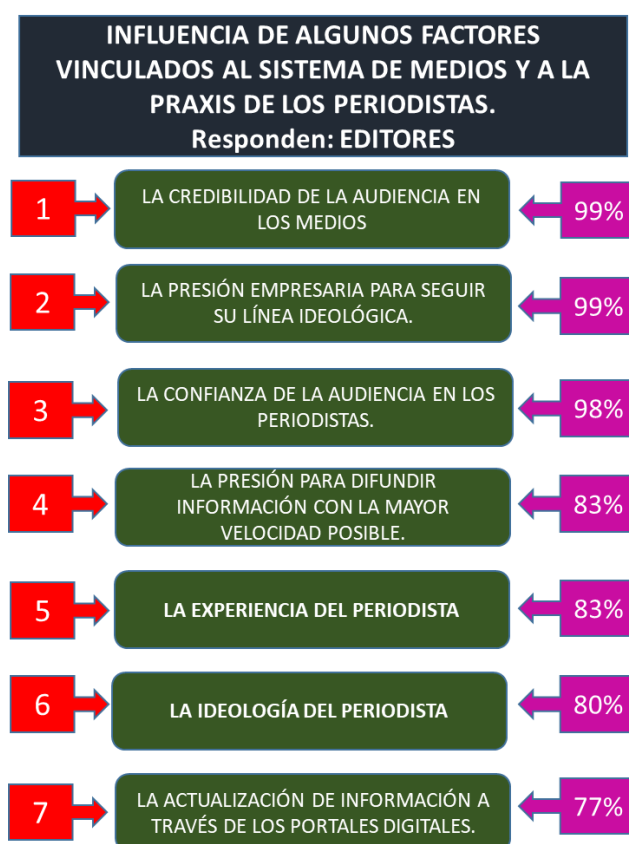 INFLUENCIA DE ALGUNOS FACTORES
VINCULADOS AL SISTEMA DE MEDIOS Y A LA
PRAXIS DE LOS PERIODISTAS.
Responden: EDITORES
1
LA CREDIBILIDAD DE LA AUDIENCIA EN
LOS MEDIOS
99%
2
LA PRESIÓN EMPRESARIA PARA SEGUIR
SU LÍNEA IDEOLÓGICA.
99%
3
LA CONFIANZA DE LA AUDIENCIA EN LOS
PERIODISTAS.
98%
4
LA PRESIÓN PARA DIFUNDIR
INFORMACIÓN CON LA MAYOR
VELOCIDAD POSIBLE.
83%
5
LA EXPERIENCIA DEL PERIODISTA
83%
6
LA IDEOLOGÍA DEL PERIODISTA
80%
7
LA ACTUALIZACIÓN DE INFORMACIÓN A
TRAVÉS DE LOS PORTALES DIGITALES.
77%